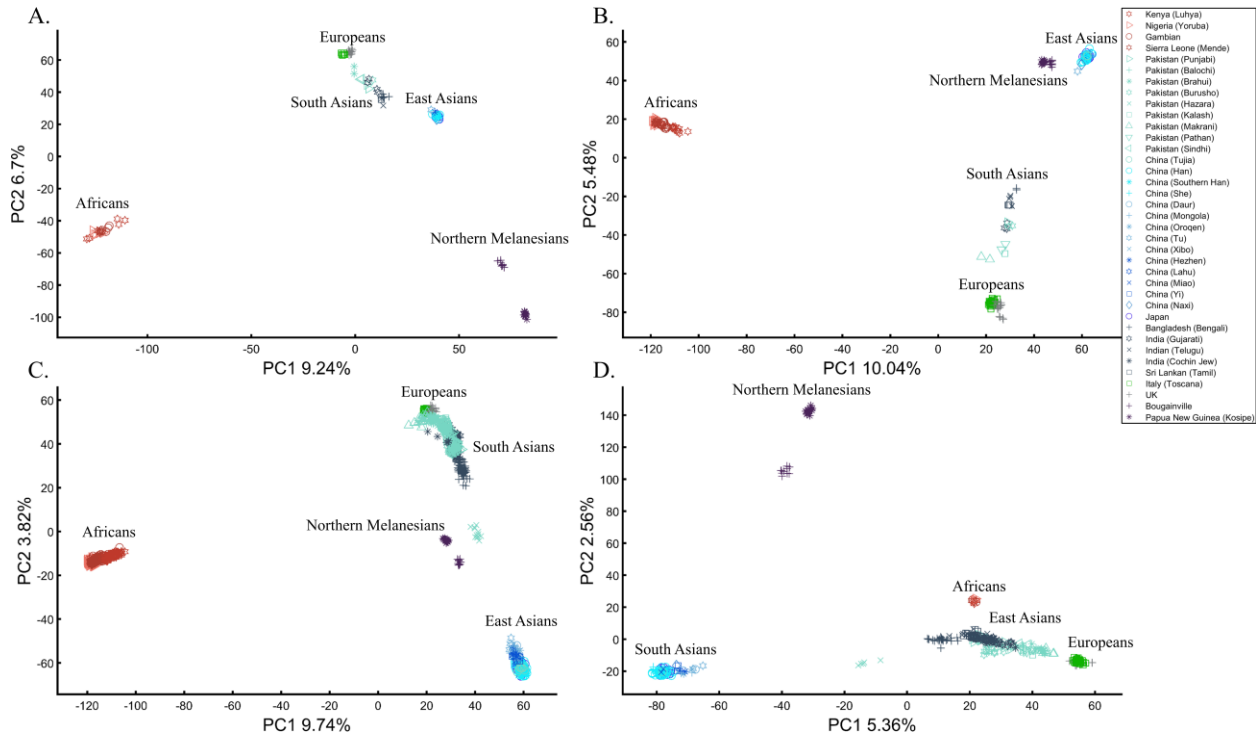 A.
Europeans
South Asians
East Asians
Africans
Northern Melanesians
60
40
20
0
-20
-40
-60
-80
-100
PC2 6.7%
-100
-50
0
50
PC1 9.24%
B.
East Asians
Northern Melanesians
Africans
South Asians
Europeans
60
40
20
0
-20
-40
-60
-80
PC2 5.48%
-120
-100
-80
-60
-40
-20
0
20
40
60
PC1 10.04%
C.
Europeans
South Asians
Northern Melanesians
Africans
East Asians
60
40
20
0
-20
-40
-60
PC2 3.82%
-120
-100
-80
-60
-40
-20
0
20
40
60
PC1 9.74%
D.
Northern Melanesians
Africans
East Asians
Europeans
South Asians
140
120
100
80
60
40
20
0
-20
PC2 2.56%
-80
-60
-40
-20
0
20
40
60
PC1 5.36%
Kenya (Luhya)
Nigeria (Yoruba)
Gambian
Sierra Leone (Mende)
Pakistan (Punjabi)
Pakistan (Balochi)
Pakistan (Brahui)
Pakistan (Burusho)
Pakistan (Hazara)
Pakistan (Kalash)
Pakistan (Makrani)
Pakistan (Pathan)
Pakistan (Sindhi)
China (Tujia)
China (Han)
China (Southern Han)
China (She)
China (Daur)
China (Mongola)
China (Oroqen)
China (Tu)
China (Xibo)
China (Hezhen)
China (Lahu)
China (Miao)
China (Yi)
China (Naxi)
Japan
Bangladesh (Bengali)
India (Gujarati)
Indian (Telugu)
India (Cochin Jew)
Sri Lankan (Tamil)
Italy (Toscana)
UK
Bougainville
Papua New Guinea (Kosipe)